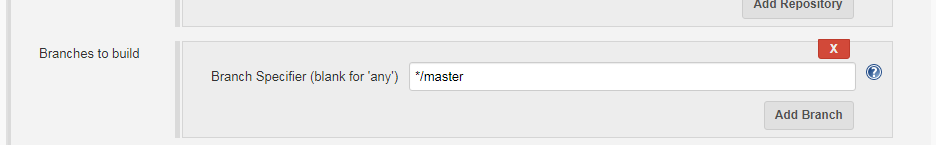 Add Repository
Branches to build
X
Branch Specifier (blank for 'any')
*/master
?
Add Branch